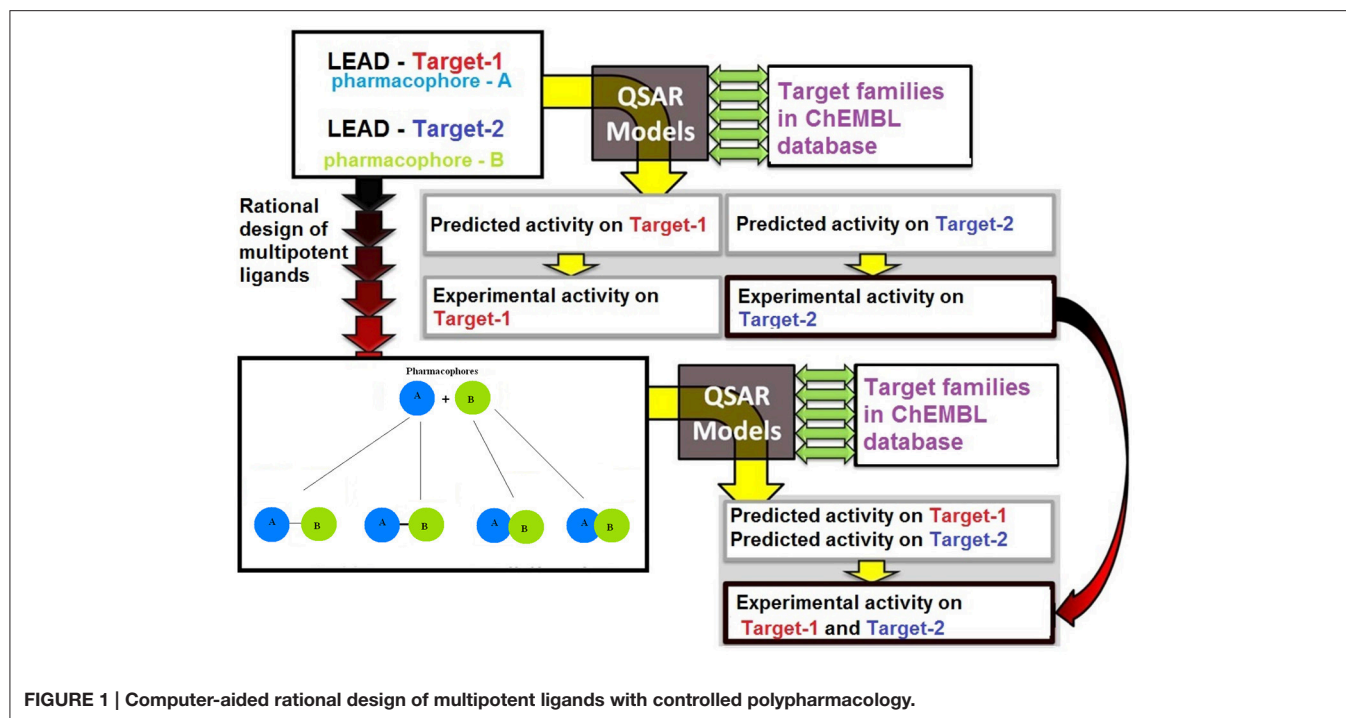 LEAD - Target-1
pharmacophore - A
LEAD - Target-2
pharmacophore - B
QSAR
Models
Target families
in ChEMBL
database
Rational
design of
multipotent
ligands
Predicted activity on Target-1
Predicted activity on Target-2
Experimental activity on
Target-1
Experimental activity on
Target-2
Pharmacophores
A + B
A B
A B
A B
A B
QSAR
Models
Target families
in ChEMBL
database
Predicted activity on Target-1
Predicted activity on Target-2
Experimental activity on
Target-1 and Target-2
FIGURE 1 | Computer-aided rational design of multipotent ligands with controlled polypharmacology.